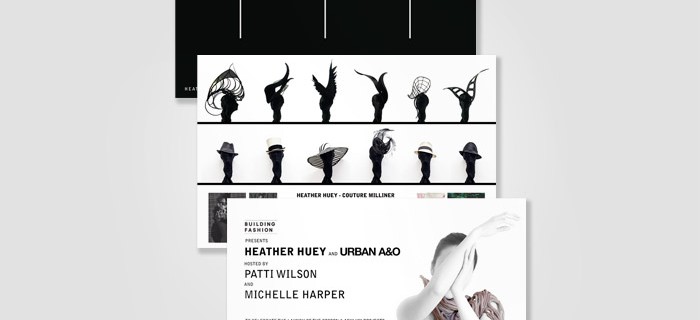 HEATHER HUEY - COUTURE MILLINER
BUILDING
FASHION
PRESENTS
HEATHER HUEY AND URBAN A&O
HOSTED BY
PATTI WILSON
AND
MICHELLE HARPER